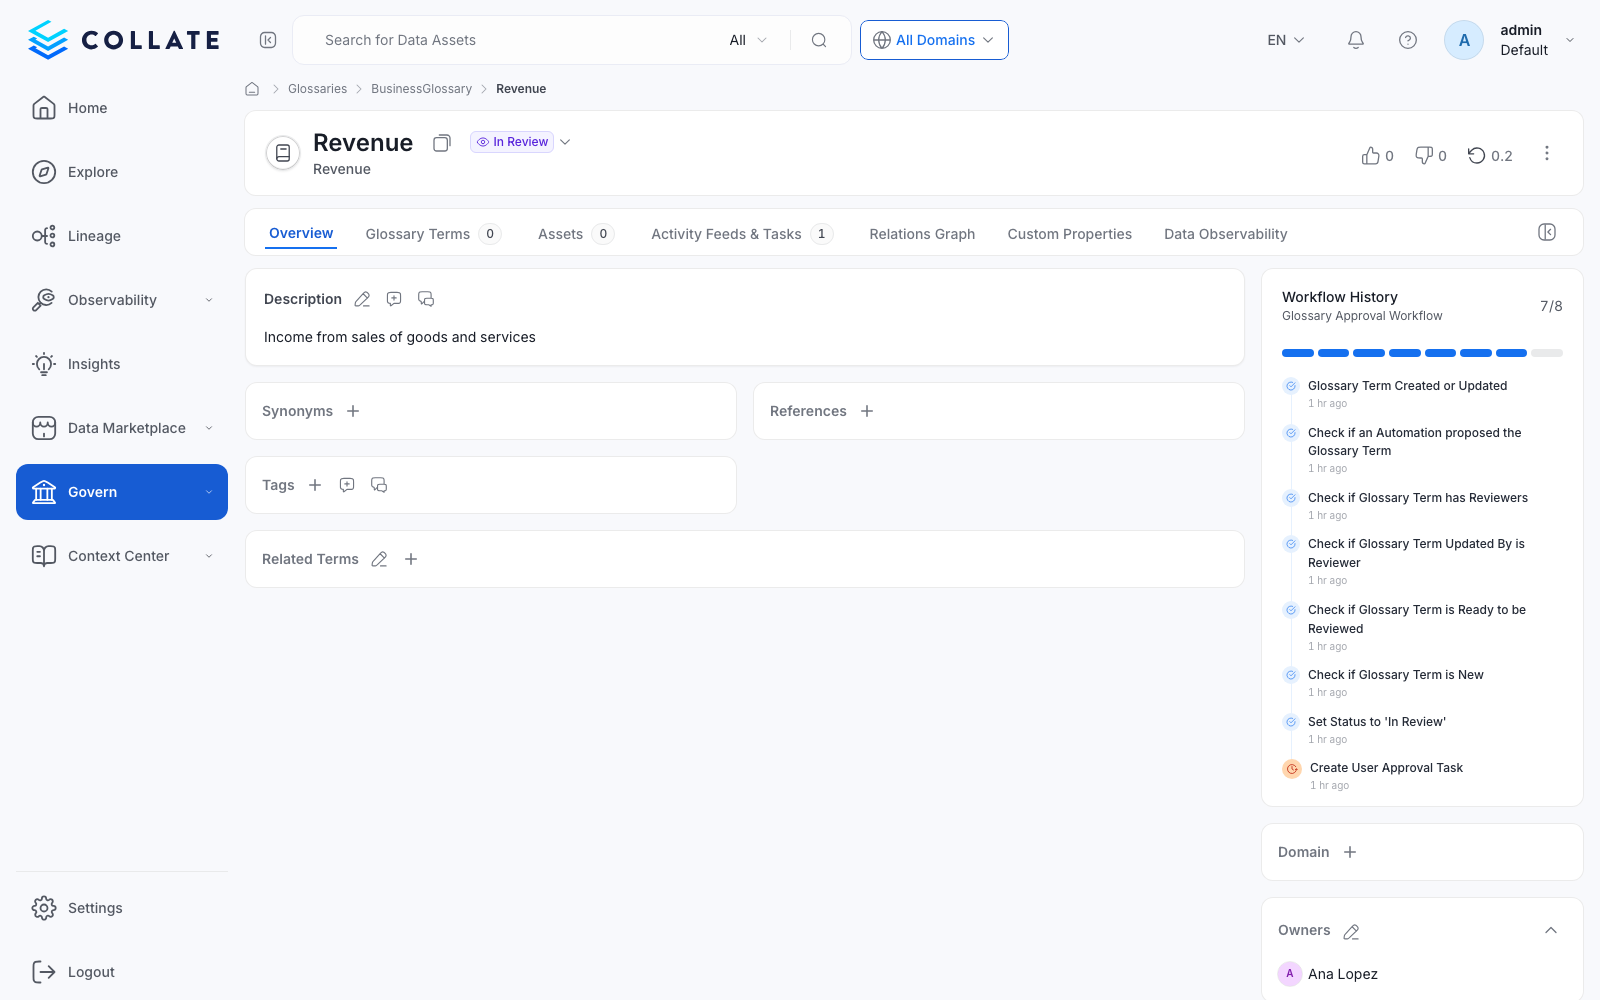 COLLATE
Search for Data Assets
All
All Domains
EN
A
admin
Default
Home
Explore
Lineage
Observability
Insights
Data Marketplace
Govern
Context Center
Settings
Logout
Glossaries
BusinessGlossary
Revenue
Revenue
In Review
Revenue
0
0
0.2
Overview
Glossary Terms 0
Assets 0
Activity Feeds & Tasks 1
Relations Graph
Custom Properties
Data Observability
Description
Income from sales of goods and services
Synonyms
References
Tags
Related Terms
Workflow History
Glossary Approval Workflow
7/8
Glossary Term Created or Updated
1 hr ago
Check if an Automation proposed the
Glossary Term
1 hr ago
Check if Glossary Term has Reviewers
1 hr ago
Check if Glossary Term Updated By is
Reviewer
1 hr ago
Check if Glossary Term is Ready to be
Reviewed
1 hr ago
Check if Glossary Term is New
1 hr ago
Set Status to 'In Review'
1 hr ago
Create User Approval Task
1 hr ago
Domain
Owners
A
Ana Lopez